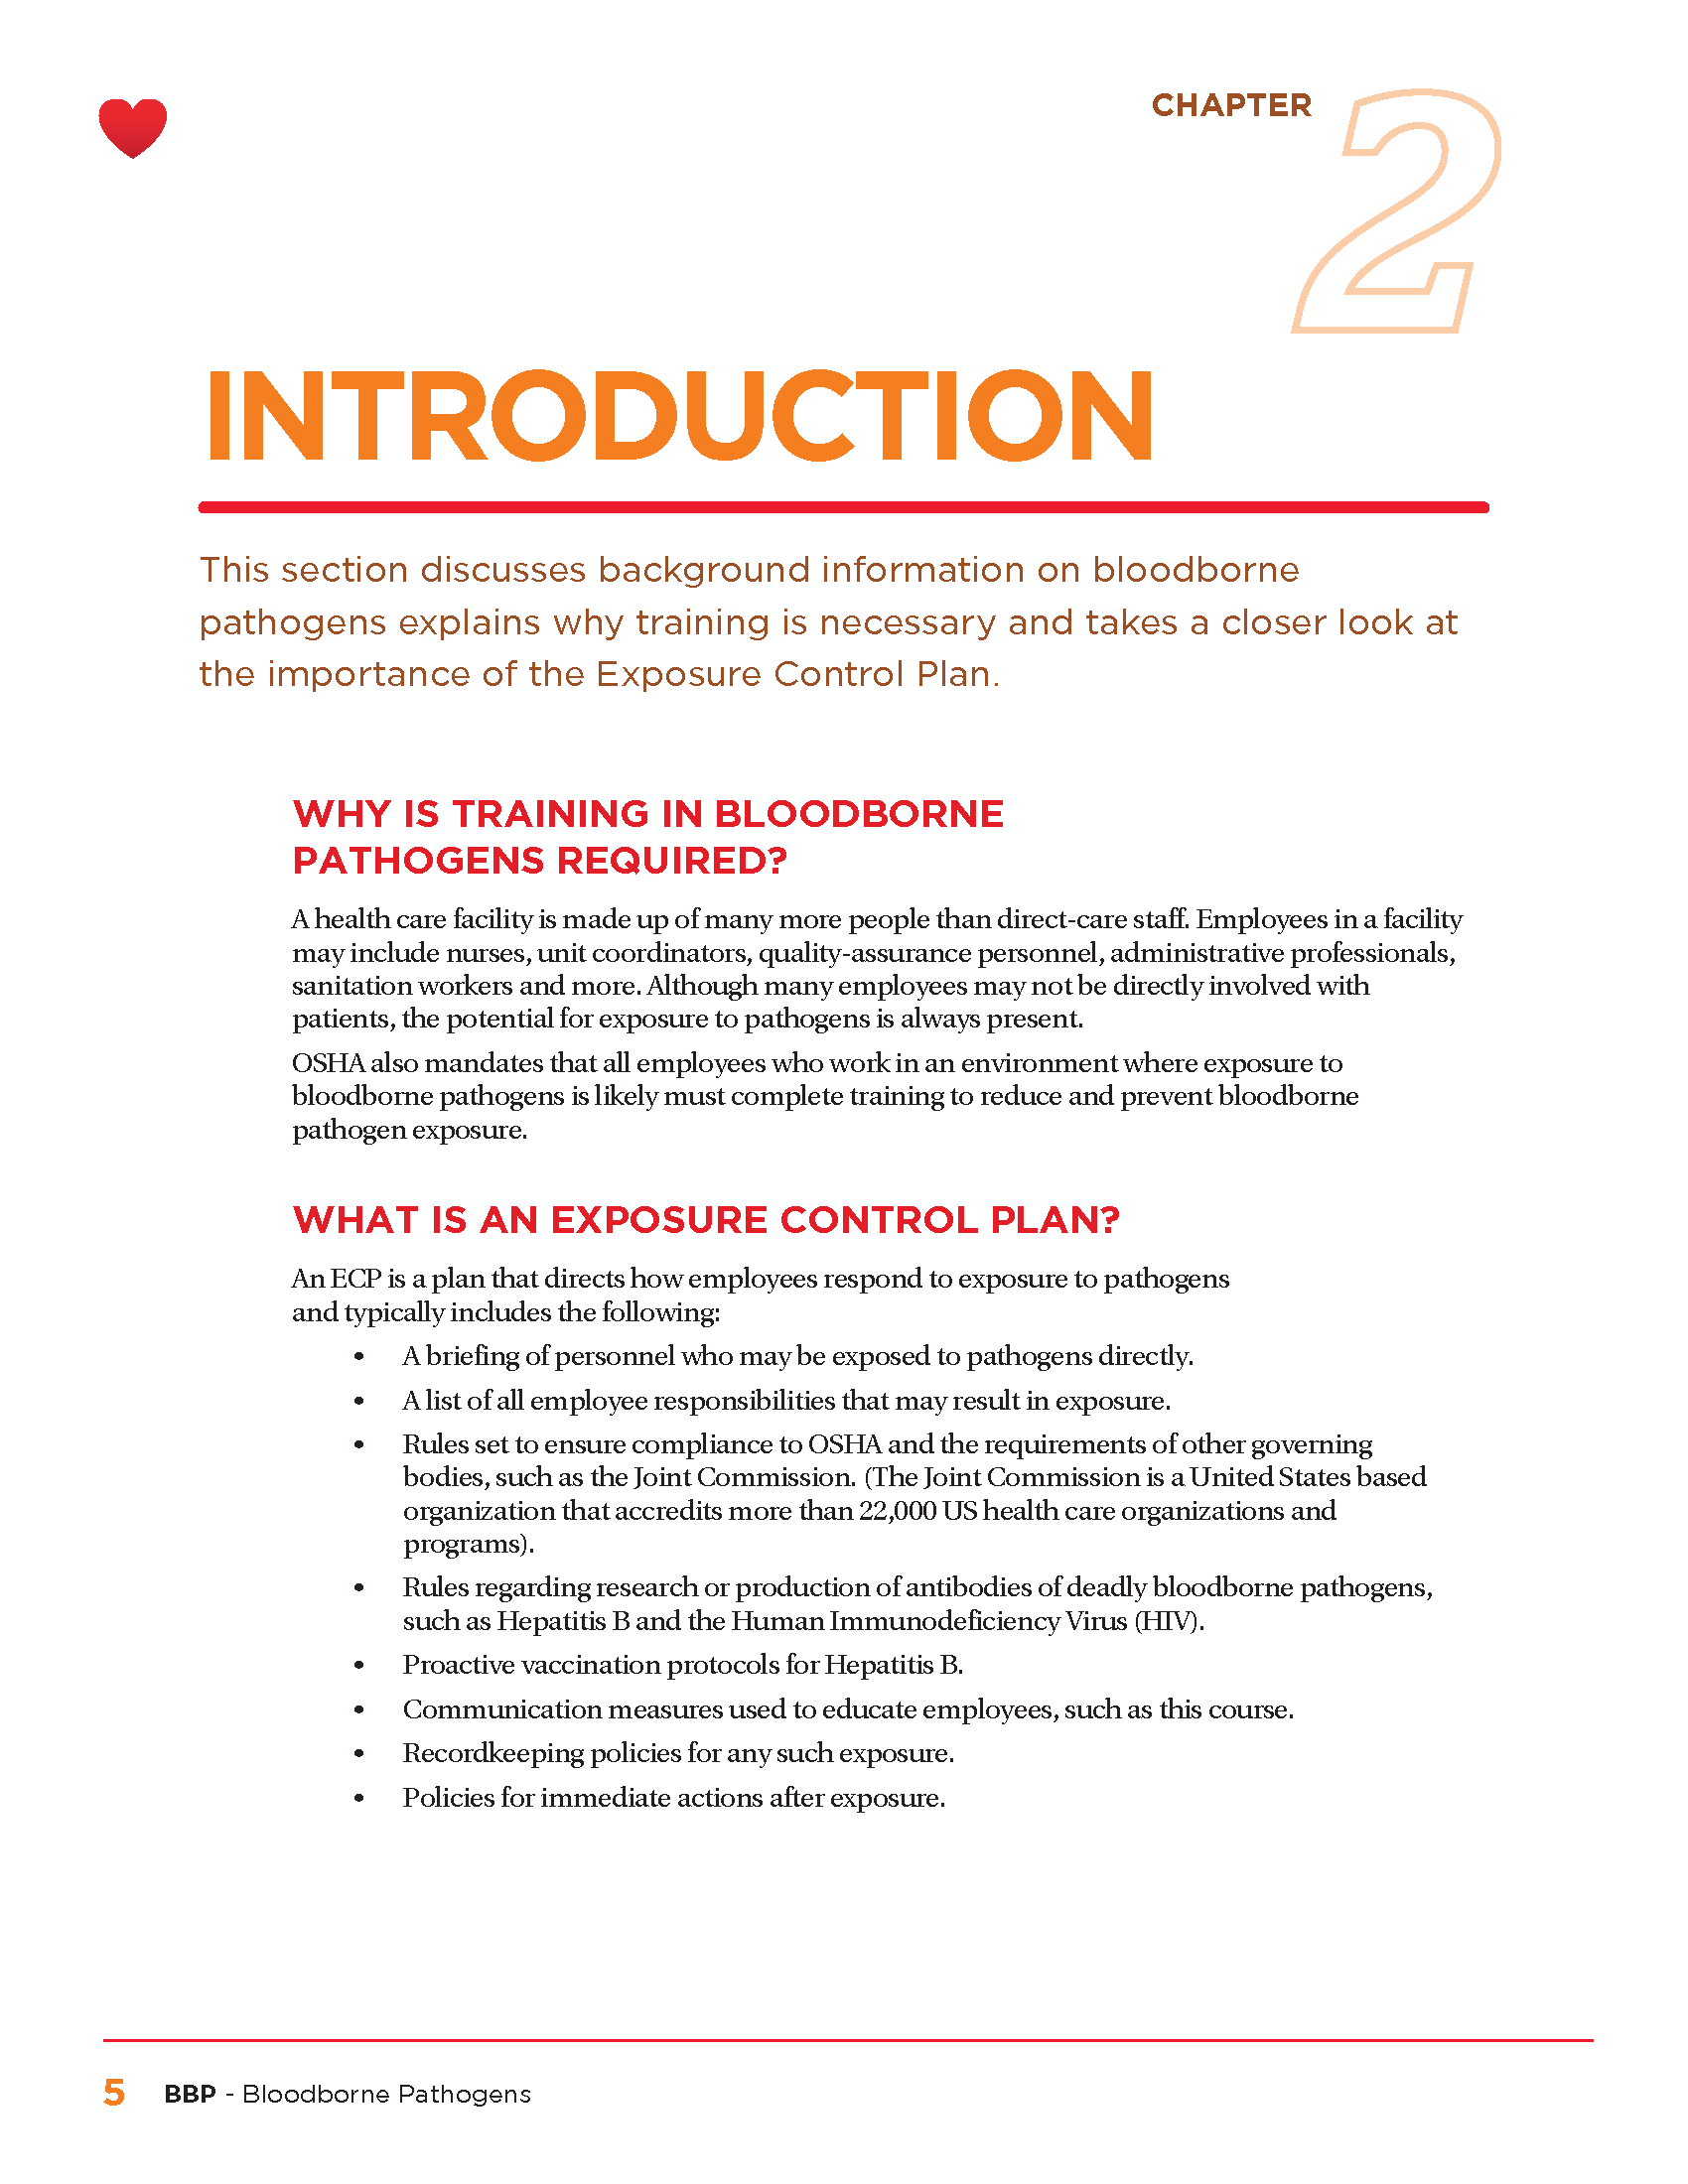 CHAPTER 2
INTRODUCTION
This section discusses background information on bloodborne
pathogens explains why training is necessary and takes a closer look at
the importance of the Exposure Control Plan.
WHY IS TRAINING IN BLOODBORNE
PATHOGENS REQUIRED?
A health care facility is made up of many more people than direct-care staff. Employees in a facility
may include nurses, unit coordinators, quality-assurance personnel, administrative professionals,
sanitation workers and more. Although many employees may not be directly involved with
patients, the potential for exposure to pathogens is always present.
OSHA also mandates that all employees who work in an environment where exposure to
bloodborne pathogens is likely must complete training to reduce and prevent bloodborne
pathogen exposure.
WHAT IS AN EXPOSURE CONTROL PLAN?
An ECP is a plan that directs how employees respond to exposure to pathogens
and typically includes the following:
• A briefing of personnel who may be exposed to pathogens directly.
• A list of all employee responsibilities that may result in exposure.
• Rules set to ensure compliance to OSHA and the requirements of other governing
bodies, such as the Joint Commission. (The Joint Commission is a United States based
organization that accredits more than 22,000 US health care organizations and
programs).
• Rules regarding research or production of antibodies of deadly bloodborne pathogens,
such as Hepatitis B and the Human Immunodeficiency Virus (HIV).
• Proactive vaccination protocols for Hepatitis B.
• Communication measures used to educate employees, such as this course.
• Recordkeeping policies for any such exposure.
• Policies for immediate actions after exposure.
5 BBP - Bloodborne Pathogens